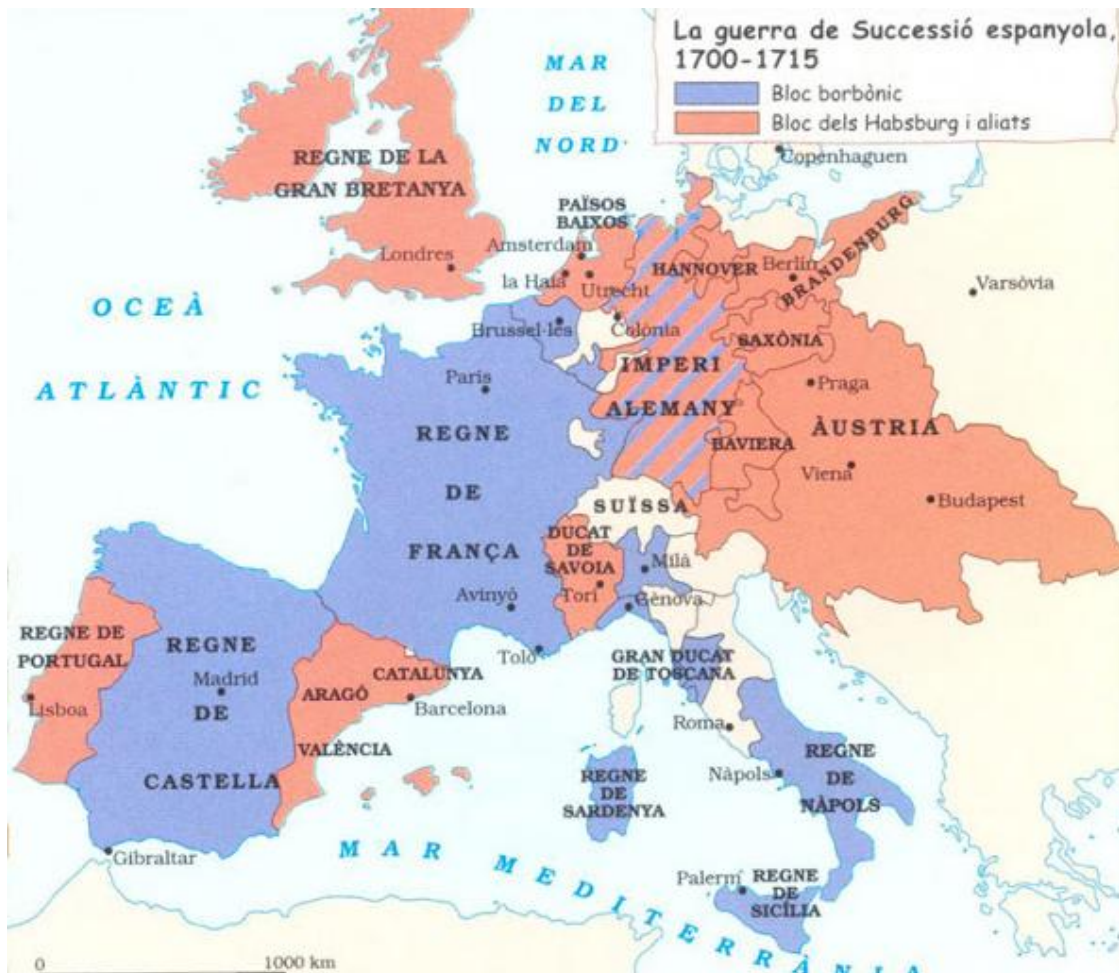 La guerra de Successió espanyola,
1700-1715
Bloc borbònic
Bloc dels Habsburg i aliats
MAR
DEL
NORD
Copenhaguen
REGNE DE LA
GRAN BRETANYA
Londres
PAÏSOS
BAIXOS
Amsterdam
la Haia
Utrecht
HANNOVER
Berlín
BRANDENBURG
Varsòvia
OCEÀ
ATLÀNTIC
Brussel·les
Colònia
SAXÒNIA
IMPERI
ALEMANY
Praga
París
REGNE
DE
FRANÇA
BAVIERA
ÀUSTRIA
Viena
Budapest
SUÏSSA
DUCAT
DE
SAVOIA
Torí
Milà
Avinyó
Gènova
Toló
REGNE DE
PORTUGAL
Lisboa
REGNE
Madrid
DE
CASTELLA
ARAGÓ
CATALUNYA
Barcelona
VALÈNCIA
GRAN DUCAT
DE TOSCANA
Roma
Nàpols
REGNE
DE
NÀPOLS
REGNE
DE
SARDENYA
Gibraltar
MAR MEDITERRÀNIA
Palerm
REGNE
DE
SICÍLIA
0
1000 km